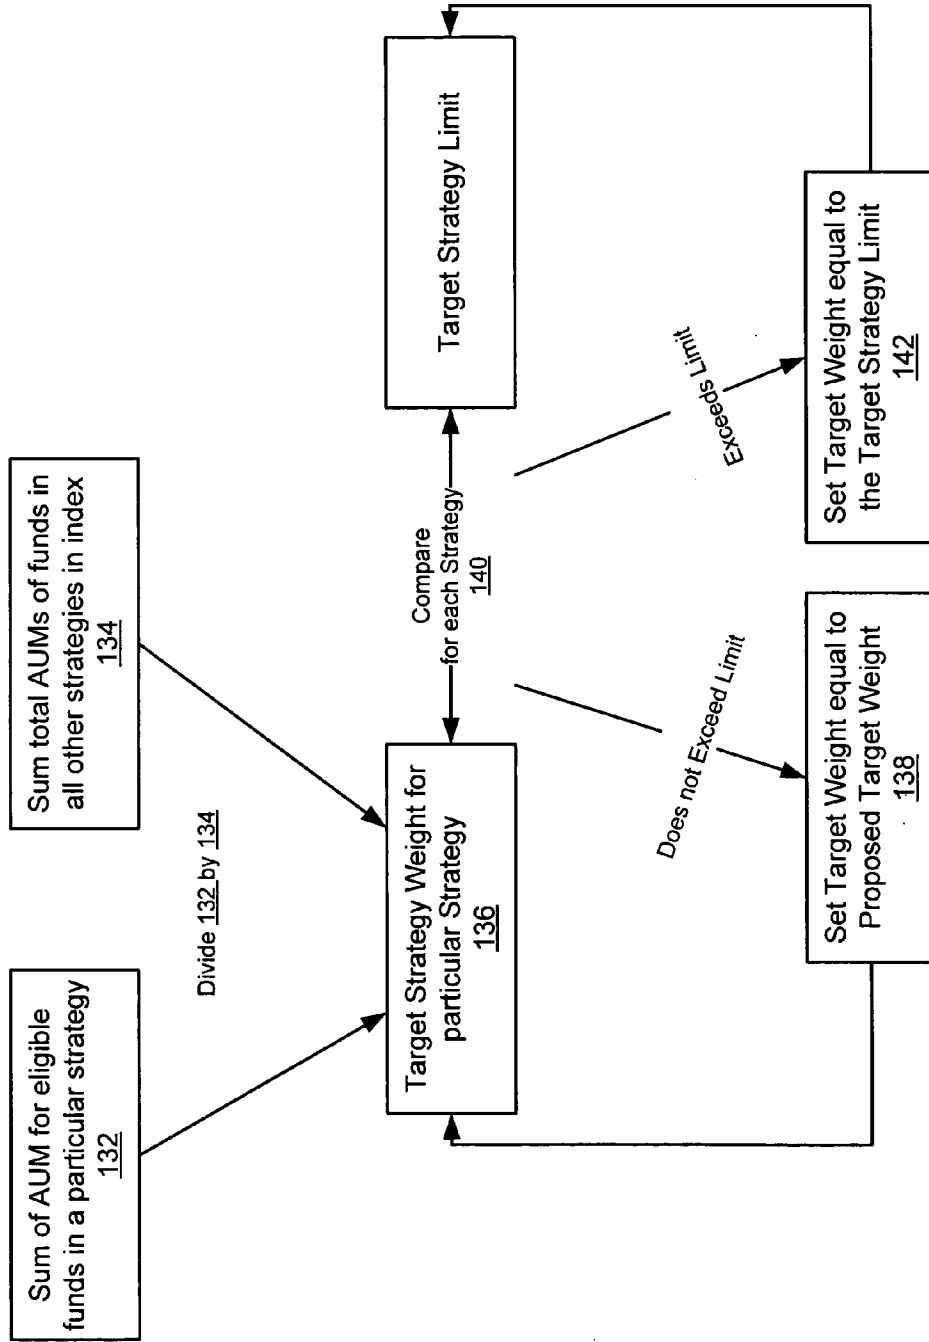 Sum of AUM for eligible
funds in a particular strategy
132
Sum total AUMs of funds in
all other strategies in index
134
Divide 132 by 134
Target Strategy Weight for
particular Strategy
136
Compare
for each Strategy
140
Target Strategy Limit
Does not Exceed Limit
Exceeds Limit
Set Target Weight equal to
Proposed Target Weight
138
Set Target Weight equal to
the Target Strategy Limit
142